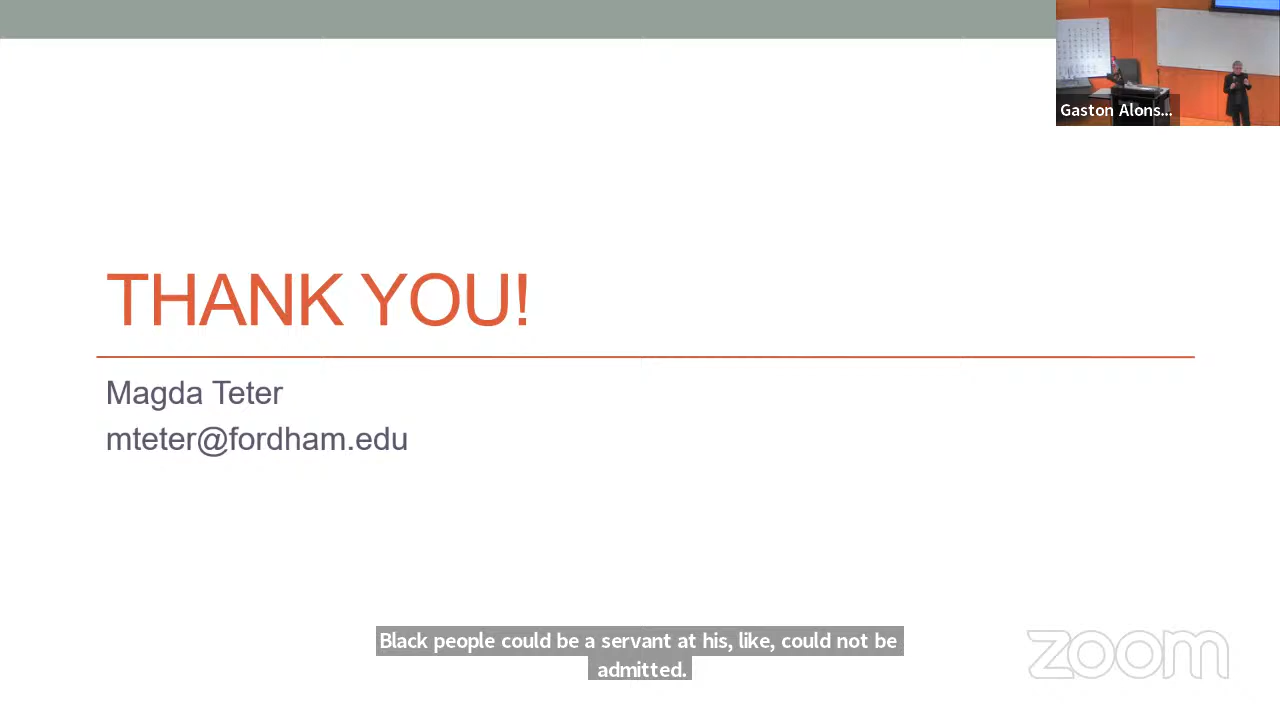 Gaston Alons...
THANK YOU!
Magda Teter
mteter@fordham.edu
Black people could be a servant at his, like, could not be
admitted.
zoom